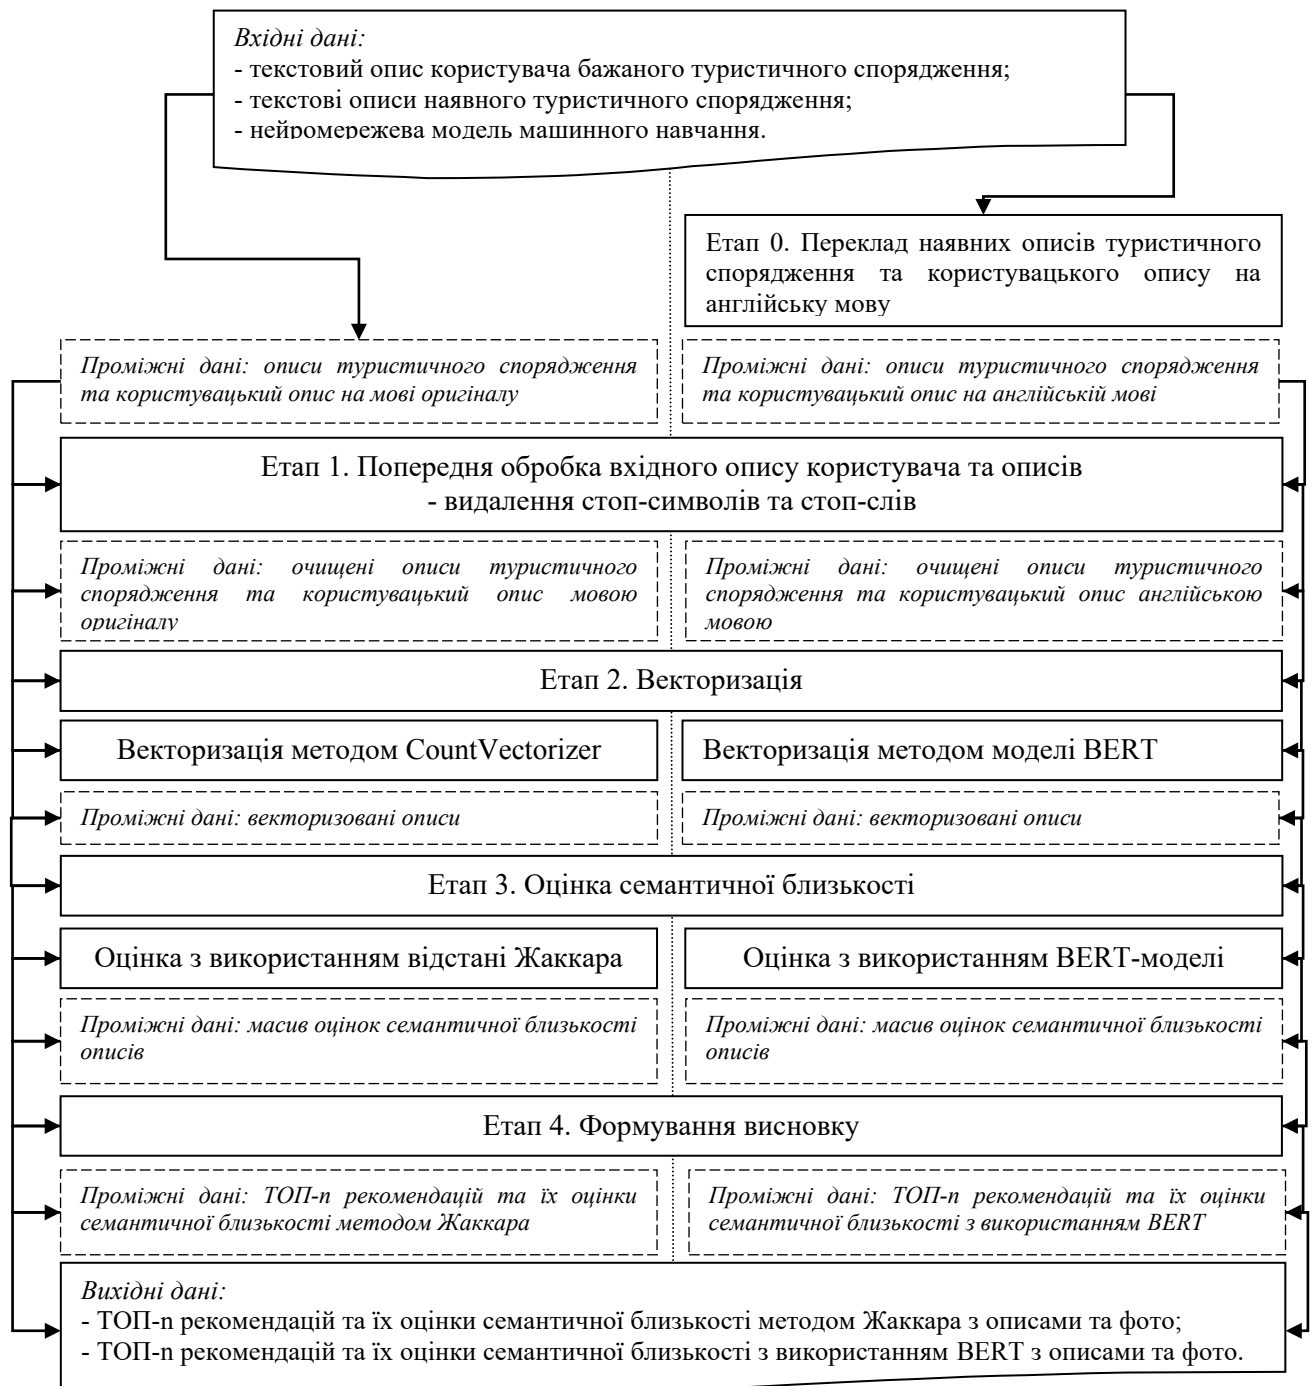 Вхідні дані:
- текстовий опис користувача бажаного туристичного спорядження;
- текстові описи наявного туристичного спорядження;
- нейромережева модель машинного навчання.
Етап 0. Переклад наявних описів туристичного
спорядження та користувацького опису на
англійську мову
Проміжні дані: описи туристичного спорядження
та користувацький опис на мові оригіналу
Проміжні дані: описи туристичного спорядження
та користувацький опис на англійській мові
Етап 1. Попередня обробка вхідного опису користувача та описів
- видалення стоп-символів та стоп-слів
Проміжні дані: очищені описи туристичного
спорядження та користувацький опис мовою
оригіналу
Проміжні дані: очищені описи туристичного
спорядження та користувацький опис англійською
мовою
Етап 2. Векторизація
Векторизація методом CountVectorizer
Векторизація методом моделі BERT
Проміжні дані: векторизовані описи
Проміжні дані: векторизовані описи
Етап 3. Оцінка семантичної близькості
Оцінка з використанням відстані Жаккара
Оцінка з використанням BERT-моделі
Проміжні дані: масив оцінок семантичної близькості
описів
Проміжні дані: масив оцінок семантичної близькості
описів
Етап 4. Формування висновку
Проміжні дані: ТОП-n рекомендацій та їх оцінки
семантичної близькості методом Жаккара
Проміжні дані: ТОП-n рекомендацій та їх оцінки
семантичної близькості з використанням BERT
Вихідні дані:
- ТОП-n рекомендацій та їх оцінки семантичної близькості методом Жаккара з описами та фото;
- ТОП-n рекомендацій та їх оцінки семантичної близькості з використанням BERT з описами та фото.